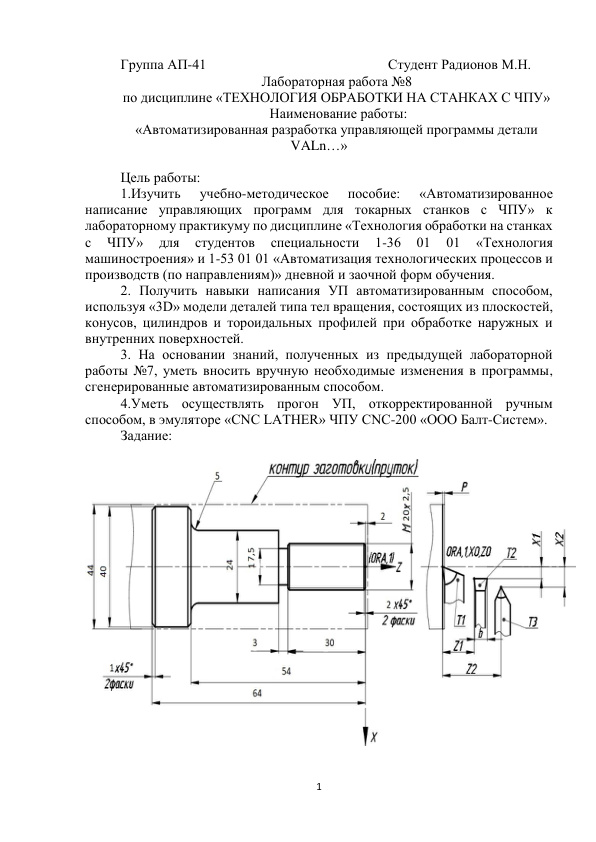 Группа АП-41 Студент Радионов М.Н.
Лабораторная работа №8
по дисциплине «ТЕХНОЛОГИЯ ОБРАБОТКИ НА СТАНКАХ С ЧПУ»
Наименование работы:
«Автоматизированная разработка управляющей программы детали
VALn…»
Цель работы:
1.Изучить учебно-методическое пособие: «Автоматизированное
написание управляющих программ для токарных станков с ЧПУ» к
лабораторному практикуму по дисциплине «Технология обработки на станках
с ЧПУ» для студентов специальности 1-36 01 01 «Технология
машиностроения» и 1-53 01 01 «Автоматизация технологических процессов и
производств (по направлениям)» дневной и заочной форм обучения.
2. Получить навыки написания УП автоматизированным способом,
используя «3D» модели деталей типа тел вращения, состоящих из плоскостей,
конусов, цилиндров и тороидальных профилей при обработке наружных и
внутренних поверхностей.
3. На основании знаний, полученных из предыдущей лабораторной
работы №7, уметь вносить вручную необходимые изменения в программы,
сгенерированные автоматизированным способом.
4.Уметь осуществлять прогон УП, откорректированной ручным
способом, в эмуляторе «CNC LATHER» ЧПУ CNC-200 «ООО Балт-Систем».
Задание:
контур заготовки(пруток)
5
2
М 20х 2,5
P
44
40
24
17,5
(ORA,1)
Z
ORA,1,X0,Z0
T2
X1
X2
2 х45°
2 фаски
T1
b
T3
3
30
Z1
54
Z2
1х45°
2фаски
64
X
1